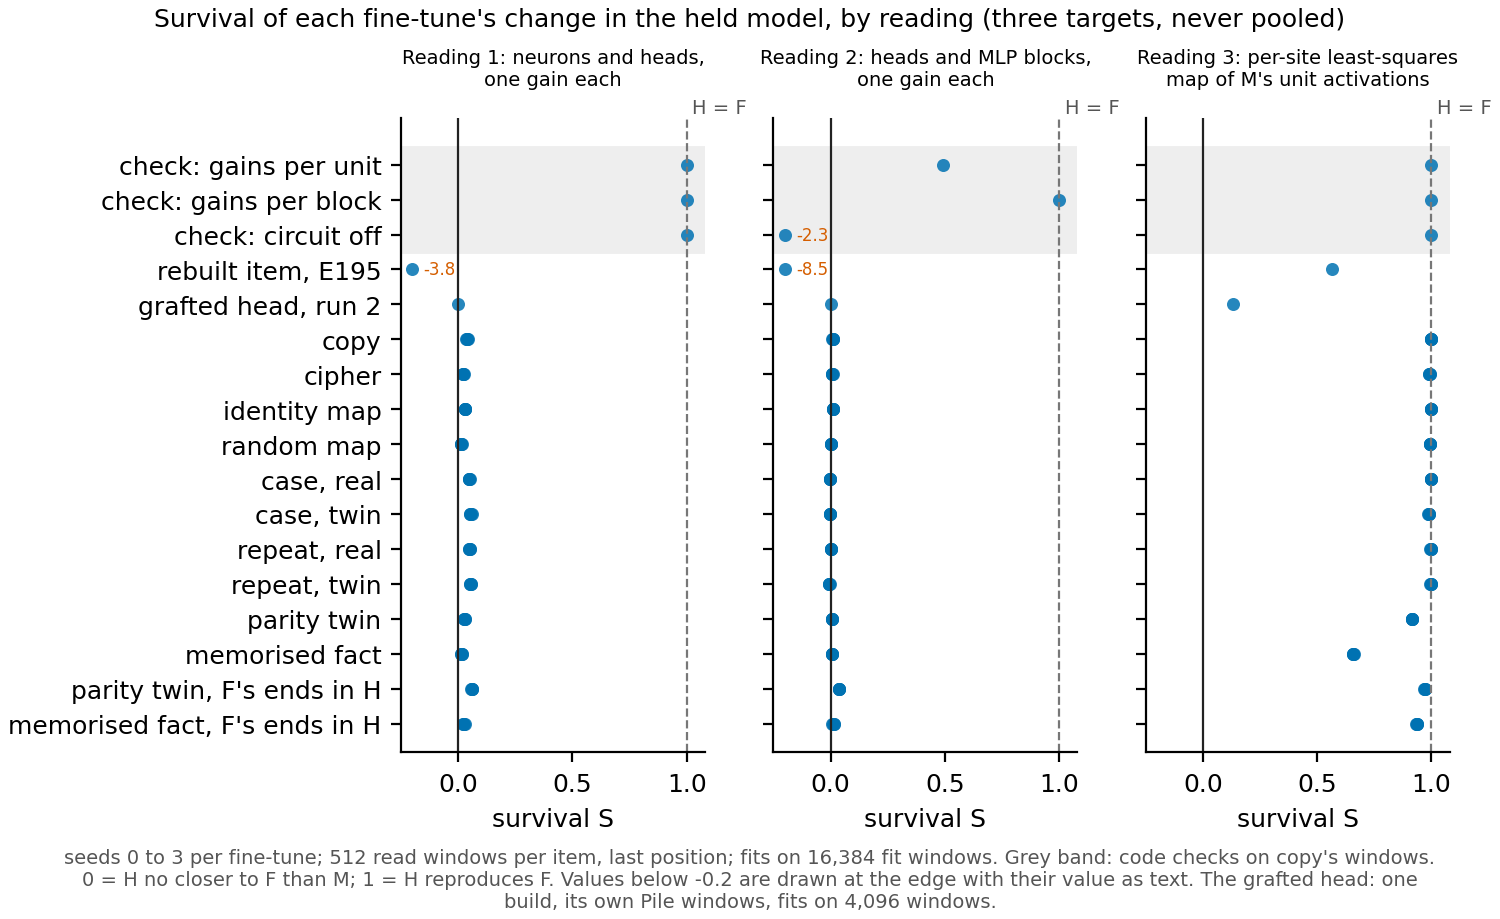 Survival of each fine-tune's change in the held model, by reading (three targets, never pooled)
Reading 1: neurons and heads,
one gain each
Reading 2: heads and MLP blocks,
one gain each
Reading 3: per-site least-squares
map of M's unit activations
H = F
H = F
H = F
check: gains per unit
check: gains per block
check: circuit off
-2.3
rebuilt item, E195
-3.8
-8.5
grafted head, run 2
copy
cipher
identity map
random map
case, real
case, twin
repeat, real
repeat, twin
parity twin
memorised fact
parity twin, F's ends in H
memorised fact, F's ends in H
0.0 0.5 1.0
0.0 0.5 1.0
0.0 0.5 1.0
survival S
survival S
survival S
seeds 0 to 3 per fine-tune; 512 read windows per item, last position; fits on 16,384 fit windows. Grey band: code checks on copy's windows.
0 = H no closer to F than M; 1 = H reproduces F. Values below -0.2 are drawn at the edge with their value as text. The grafted head: one
build, its own Pile windows, fits on 4,096 windows.